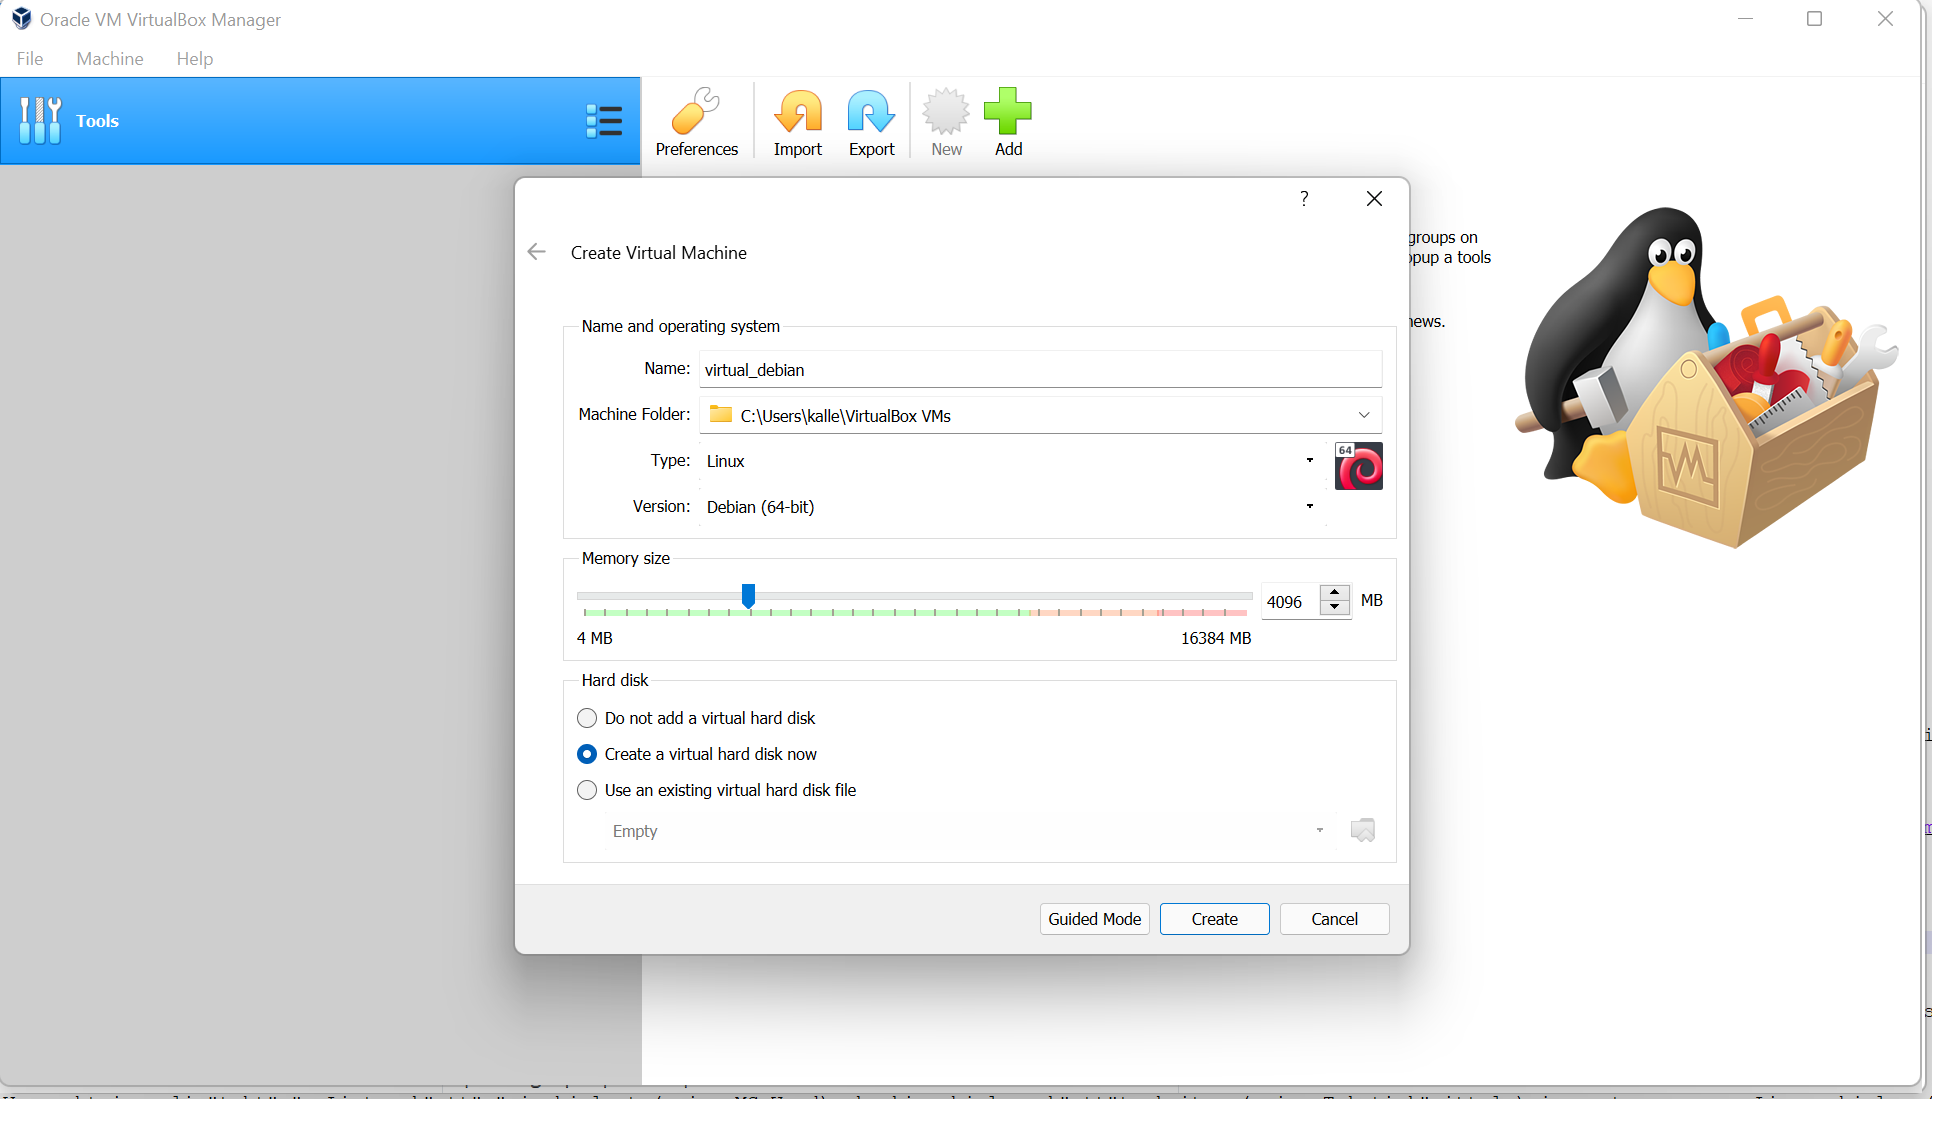 Oracle VM VirtualBox Manager
File Machine Help
Tools
Preferences Import Export New Add
?
Create Virtual Machine
groups on
opup a tools
news.
Name and operating system
Name: virtual_debian
Machine Folder: C:\Users\kalle\VirtualBox VMs
Type: Linux
64
Version: Debian (64-bit)
Memory size
4096 MB
4 MB 16384 MB
Hard disk
Do not add a virtual hard disk
Create a virtual hard disk now
Use an existing virtual hard disk file
Empty
Guided Mode Create Cancel